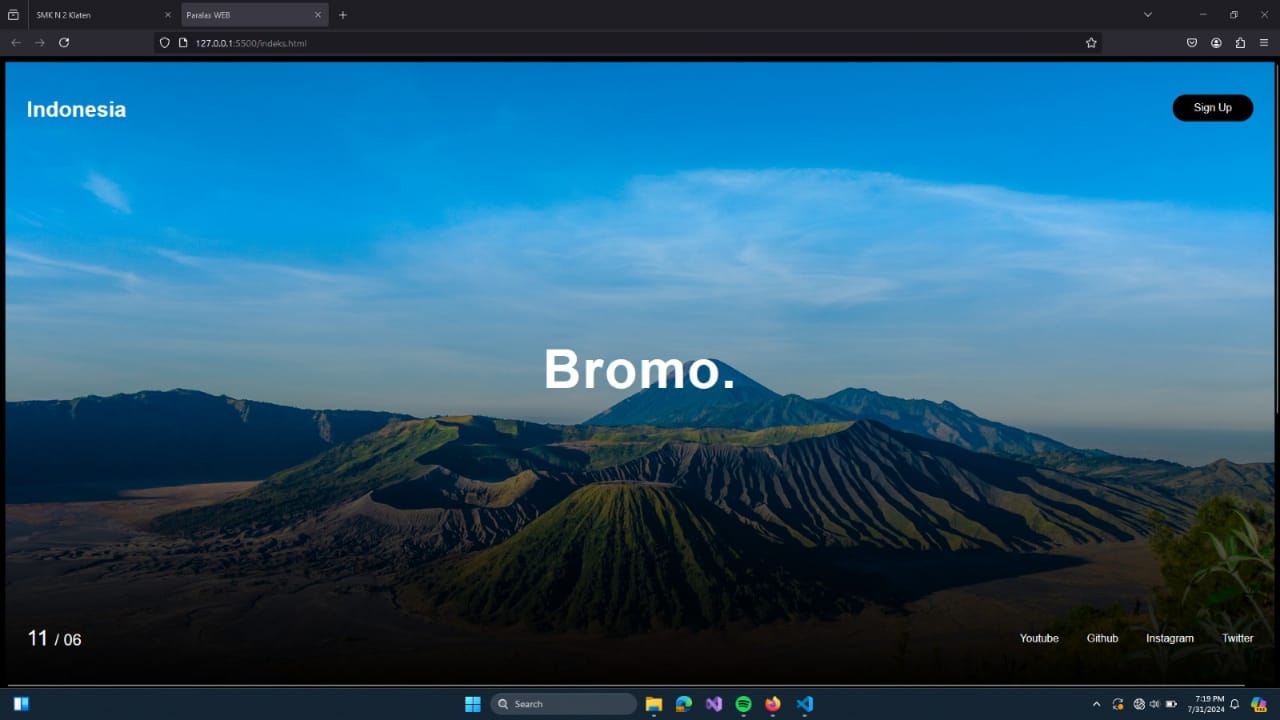 SMK N 2 Klaten
Paralax WEB
127.0.0.1:5500/indeks.html
Indonesia
Sign Up
Bromo.
11 / 06
Youtube
Github
Instagram
Twitter
Search
7:19 PM
7/31/2024